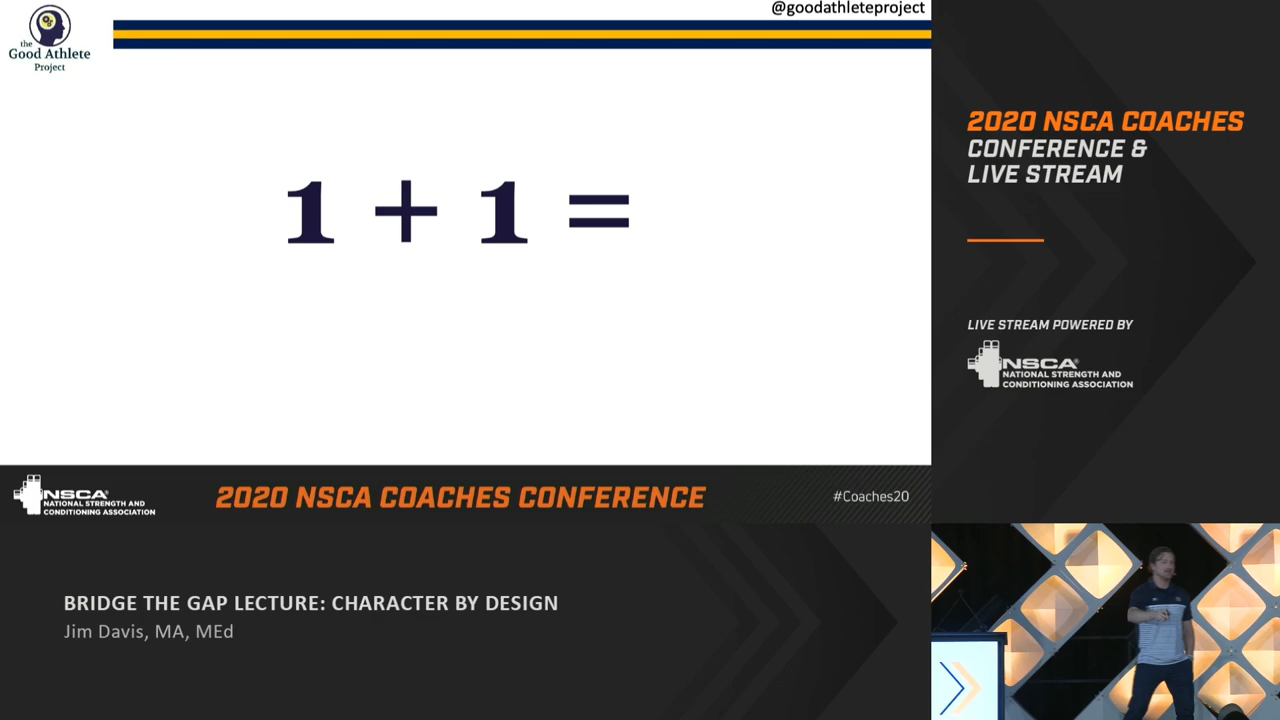 @goodathleteproject
the
Good Athlete
Project
1 + 1 =
2020 NSCA COACHES
CONFERENCE &
LIVE STREAM
LIVE STREAM POWERED BY
NSCA®
NATIONAL STRENGTH AND
CONDITIONING ASSOCIATION
NSCA
NATIONAL STRENGTH AND
CONDITIONING ASSOCIATION
2020 NSCA COACHES CONFERENCE
#Coaches20
BRIDGE THE GAP LECTURE: CHARACTER BY DESIGN
Jim Davis, MA, MEd